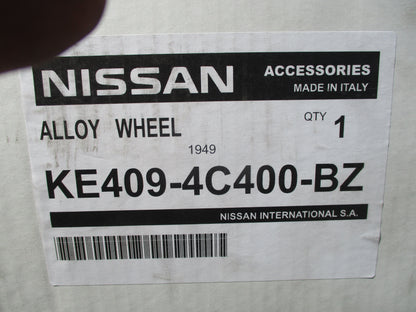 NISSAN ACCESSORIES
MADE IN ITALY
ALLOY WHEEL QTY 1
1949
KE409-4C400-BZ
NISSAN INTERNATIONAL S.A.